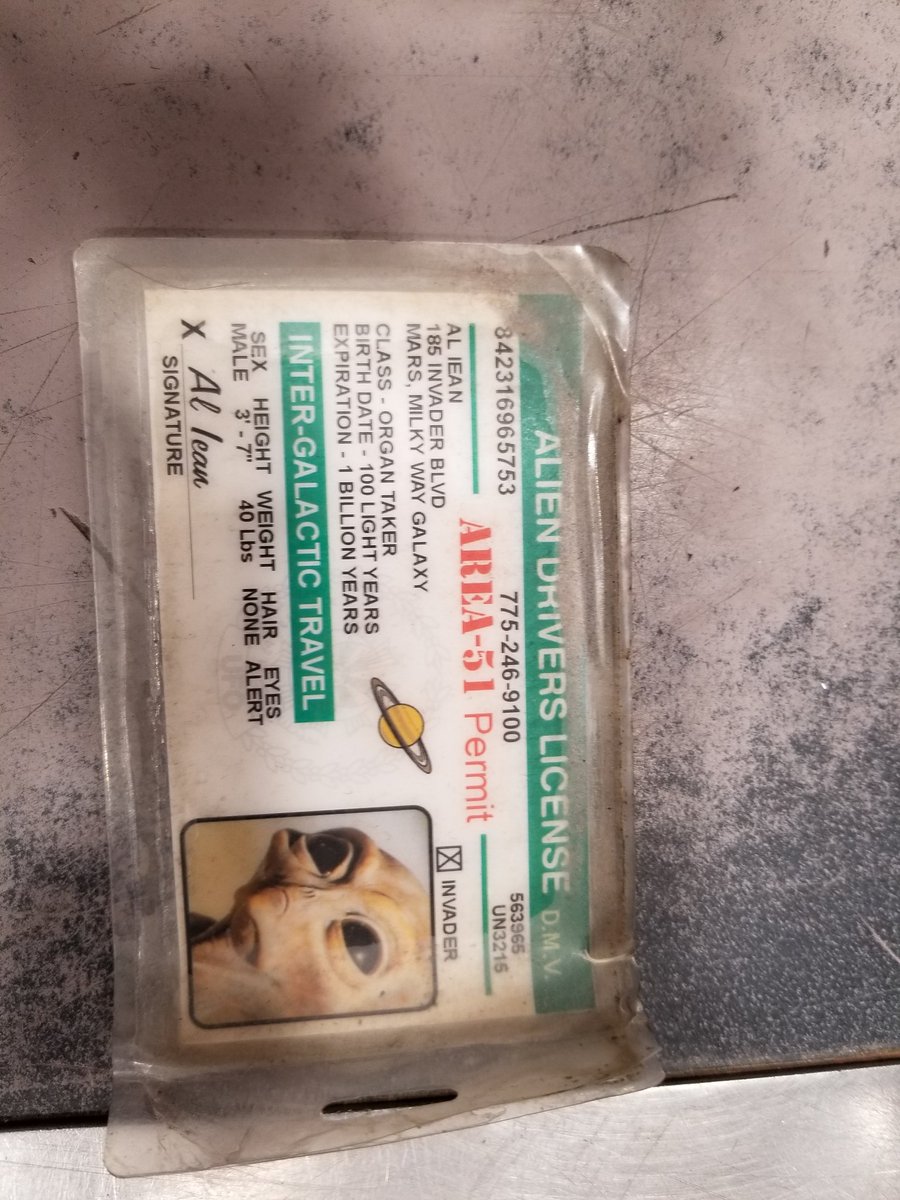 ALIEN DRIVERS LICENSE D.M.V.
842316965753 775-246-9100 563965
UN3215
AREA-51 Permit
AL IEAN
185 INVADER BLVD
MARS, MILKY WAY GALAXY
INVADER
CLASS - ORGAN TAKER
BIRTH DATE - 100 LIGHT YEARS
EXPIRATION - 1 BILLION YEARS
INTER-GALACTIC TRAVEL
SEX HEIGHT WEIGHT HAIR EYES
MALE 3' - 7" 40 Lbs NONE ALERT
X Al Iean
SIGNATURE